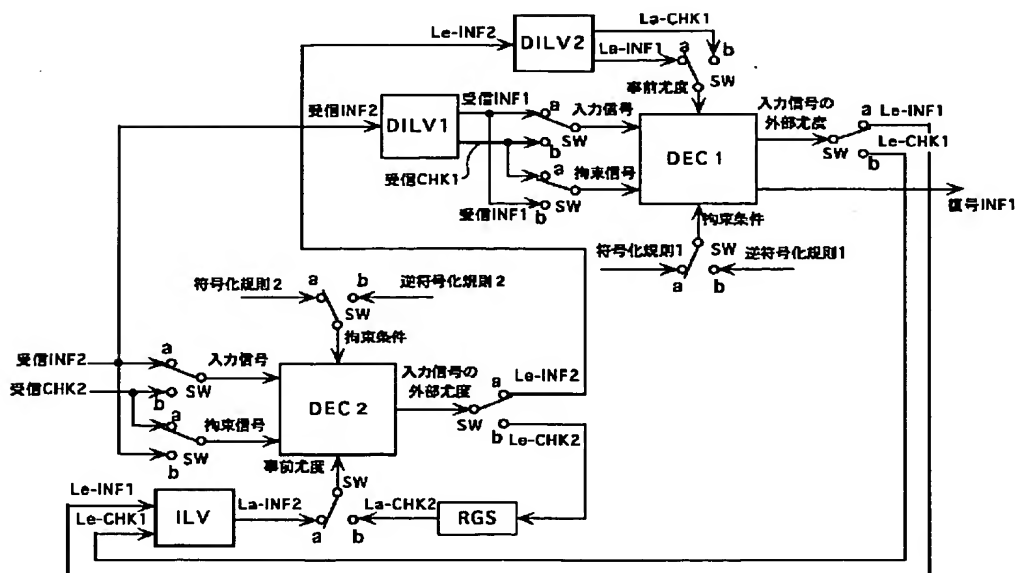 La-CHK1
Le-INF2
DILV2
La-INF1
a
b
SW
事前尤度
受信INF2
DILV1
受信INF1
a
入力信号
b
SW
受信CHK1
a
拘束信号
b
SW
受信INF1
DEC 1
入力信号の
外部尤度
a
Le-INF1
Le-CHK1
SW
b
復号INF1
拘束条件
符号化規則1
SW
逆符号化規則1
a
b
符号化規則2
a
b
逆符号化規則2
SW
拘束条件
受信INF2
受信CHK2
a
入力信号
b
SW
a
拘束信号
b
SW
DEC 2
入力信号の
外部尤度
a
Le-INF2
SW
b
Le-CHK2
事前尤度
SW
Le-INF1
Le-CHK1
ILV
La-INF2
a
b
La-CHK2
RGS